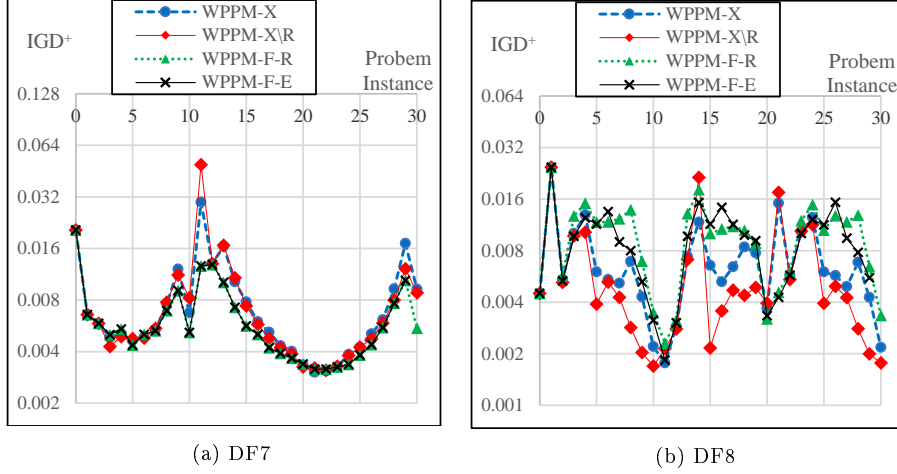 WPPM-X
WPPM-X\R
WPPM-F-R
WPPM-F-E
IGD+
Probem
Instance
0.128
0.064
0.032
0.016
0.008
0.004
0.002
0 5 10 15 20 25 30
(a) DF7
WPPM-X
WPPM-X\R
WPPM-F-R
WPPM-F-E
IGD+
Probem
Instance
0.064
0.032
0.016
0.008
0.004
0.002
0.001
0 5 10 15 20 25 30
(b) DF8